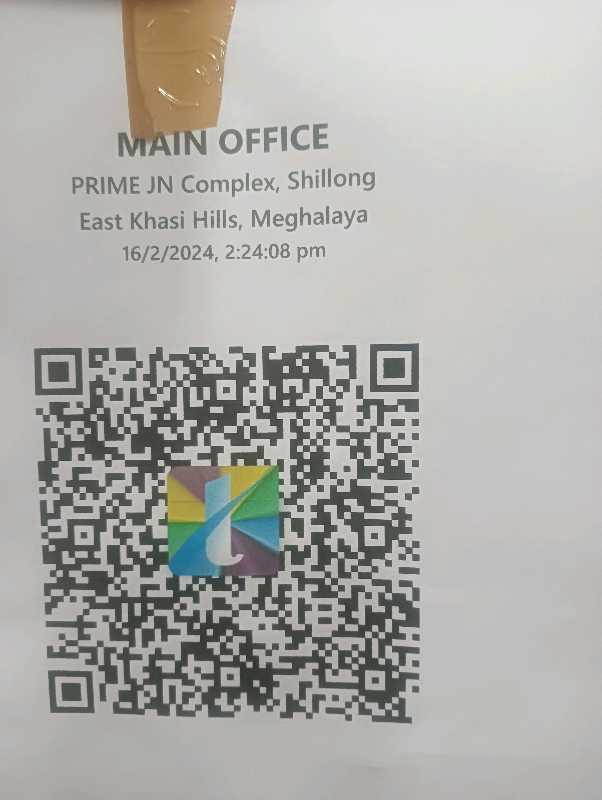 MAIN OFFICE
PRIME JN Complex, Shillong
East Khasi Hills, Meghalaya
16/2/2024, 2:24:08 pm
t